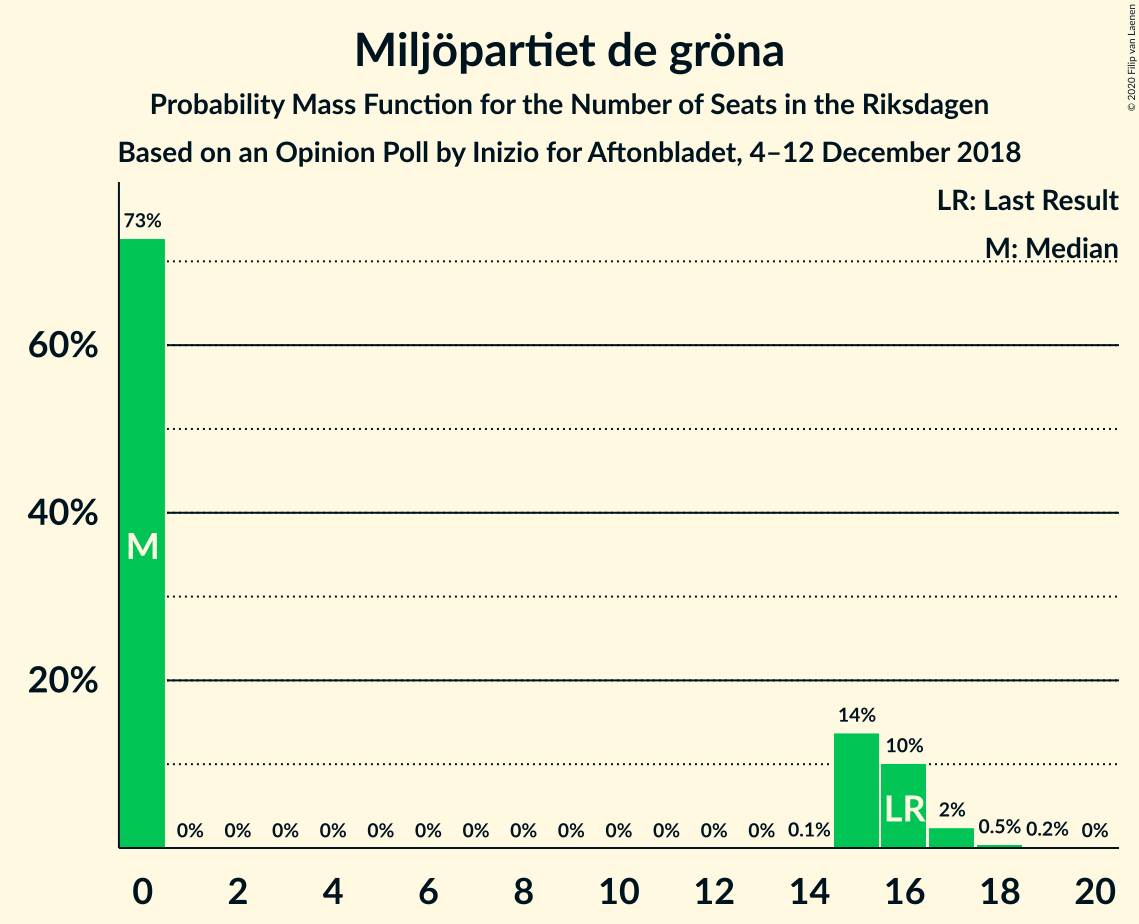 Miljöpartiet de gröna
Probability Mass Function for the Number of Seats in the Riksdagen
Based on an Opinion Poll by Inizio for Aftonbladet, 4–12 December 2018
© 2020 Filip van Laenen
LR: Last Result
M: Median
73%
60%
40%
20%
M
14%
10%
LR
2%
0% 0% 0% 0% 0% 0% 0% 0% 0% 0% 0% 0% 0% 0.1% 0.5% 0.2% 0%
0 2 4 6 8 10 12 14 16 18 20